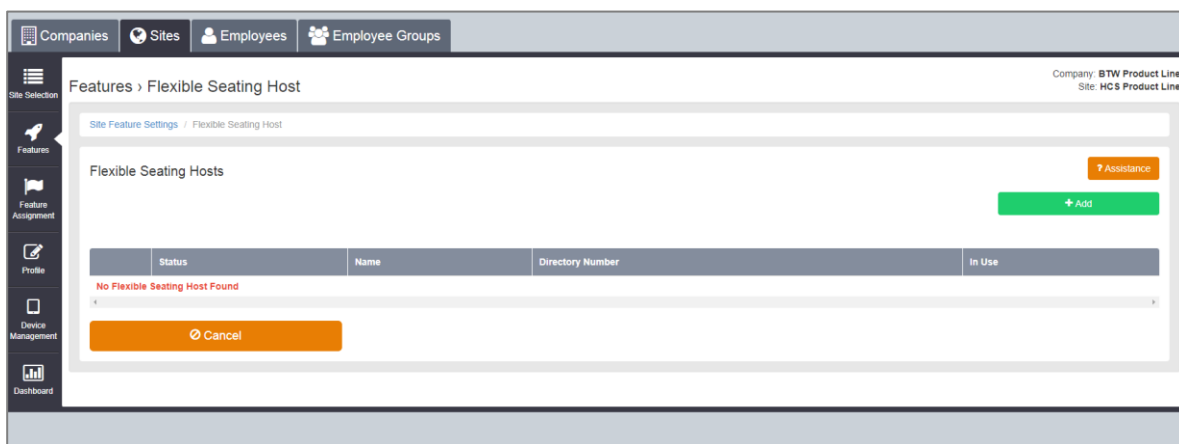 Companies
Sites
Employees
Employee Groups
Site Selection
Features › Flexible Seating Host
Company: BTW Product Line
Site: HCS Product Line
Features
Site Feature Settings / Flexible Seating Host
Flexible Seating Hosts
? Assistance
+ Add
Feature
Assignment
Profile
Status
Name
Directory Number
In Use
No Flexible Seating Host Found
Device
Management
Cancel
Dashboard